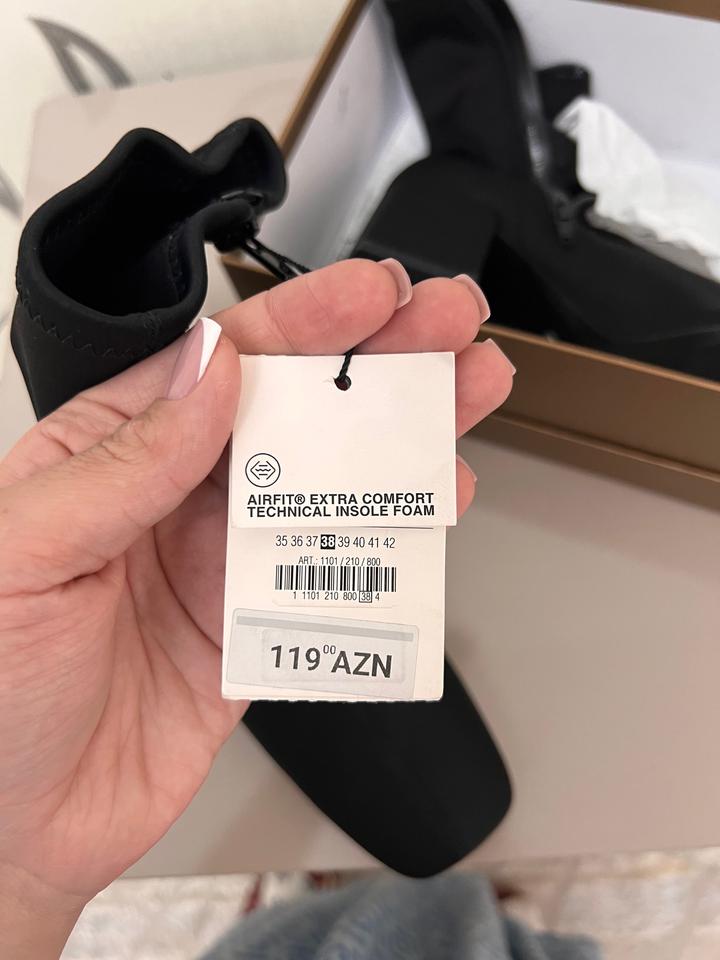 AIRFIT® EXTRA COMFORT
TECHNICAL INSOLE FOAM
35 36 37 38 39 40 41 42
ART.: 1101 / 210 / 800
1 1101 210 800 38 4
119⁰⁰ AZN